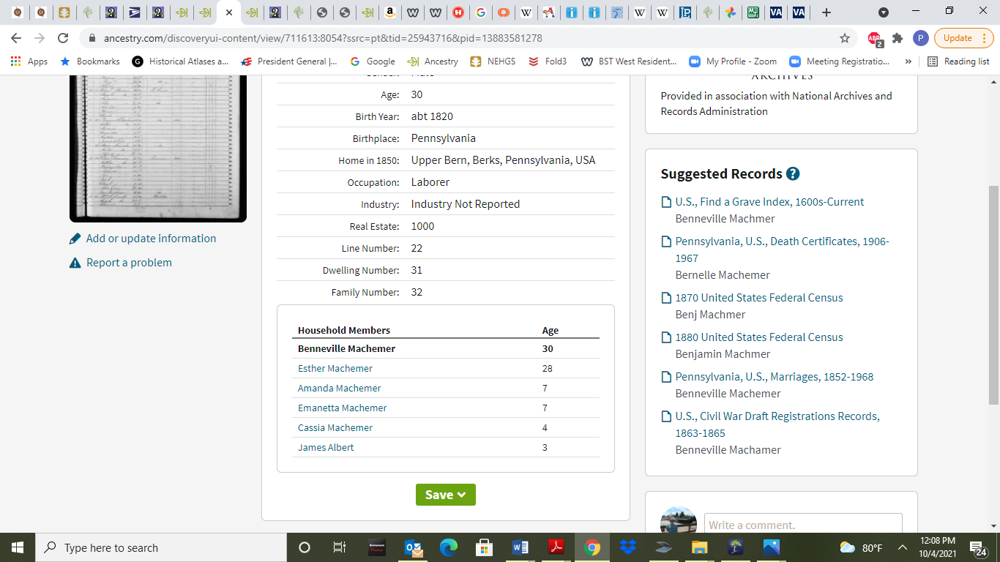 ancestry.com/discoveryui-content/view/711613:8054?ssrc=pt&tid=25943716&pid=13883581278
Update
Apps
Bookmarks
Historical Atlases a...
President General |...
Google
Ancestry
NEHGS
Fold3
BST West Resident...
My Profile - Zoom
Meeting Registratio...
»
Reading list
ARCHIVES
Provided in association with National Archives and
Records Administration
Age: 30
Birth Year: abt 1820
Birthplace: Pennsylvania
Home in 1850: Upper Bern, Berks, Pennsylvania, USA
Occupation: Laborer
Industry: Industry Not Reported
Real Estate: 1000
Line Number: 22
Dwelling Number: 31
Family Number: 32
Add or update information
Report a problem
Household Members Age
Benneville Machemer 30
Esther Machemer 28
Amanda Machemer 7
Emanetta Machemer 7
Cassia Machemer 4
James Albert 3
Save
Suggested Records ?
U.S., Find a Grave Index, 1600s-Current
Benneville Machmer
Pennsylvania, U.S., Death Certificates, 1906-
1967
Bernelle Machemer
1870 United States Federal Census
Benj Machmer
1880 United States Federal Census
Benjamin Machmer
Pennsylvania, U.S., Marriages, 1852-1968
Benneville Machemer
U.S., Civil War Draft Registrations Records,
1863-1865
Benneville Machamer
Write a comment.
Type here to search
80°F
12:08 PM
10/4/2021
24